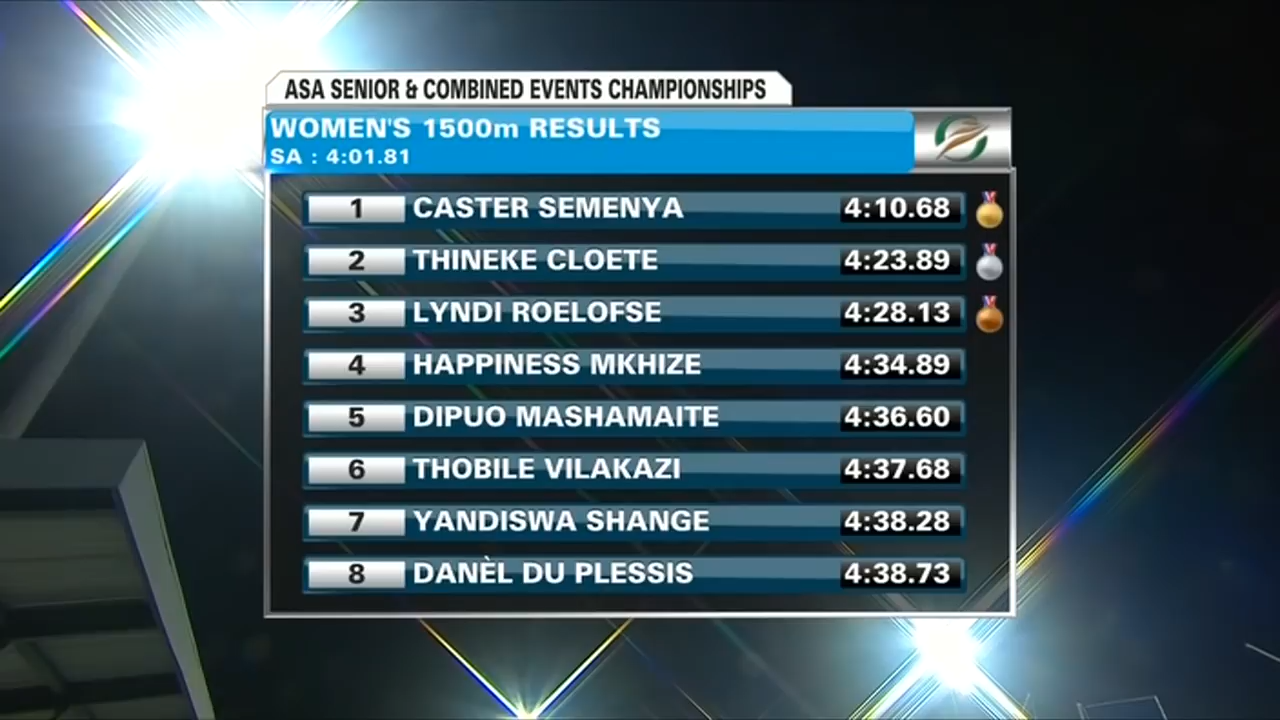 ASA SENIOR & COMBINED EVENTS CHAMPIONSHIPS
WOMEN'S 1500m RESULTS
SA : 4:01.81
1 CASTER SEMENYA 4:10.68
2 THINEKE CLOETE 4:23.89
3 LYNDI ROELOFSE 4:28.13
4 HAPPINESS MKHIZE 4:34.89
5 DIPUO MASHAMAITE 4:36.60
6 THOBILE VILAKAZI 4:37.68
7 YANDISWA SHANGE 4:38.28
8 DANÈL DU PLESSIS 4:38.73